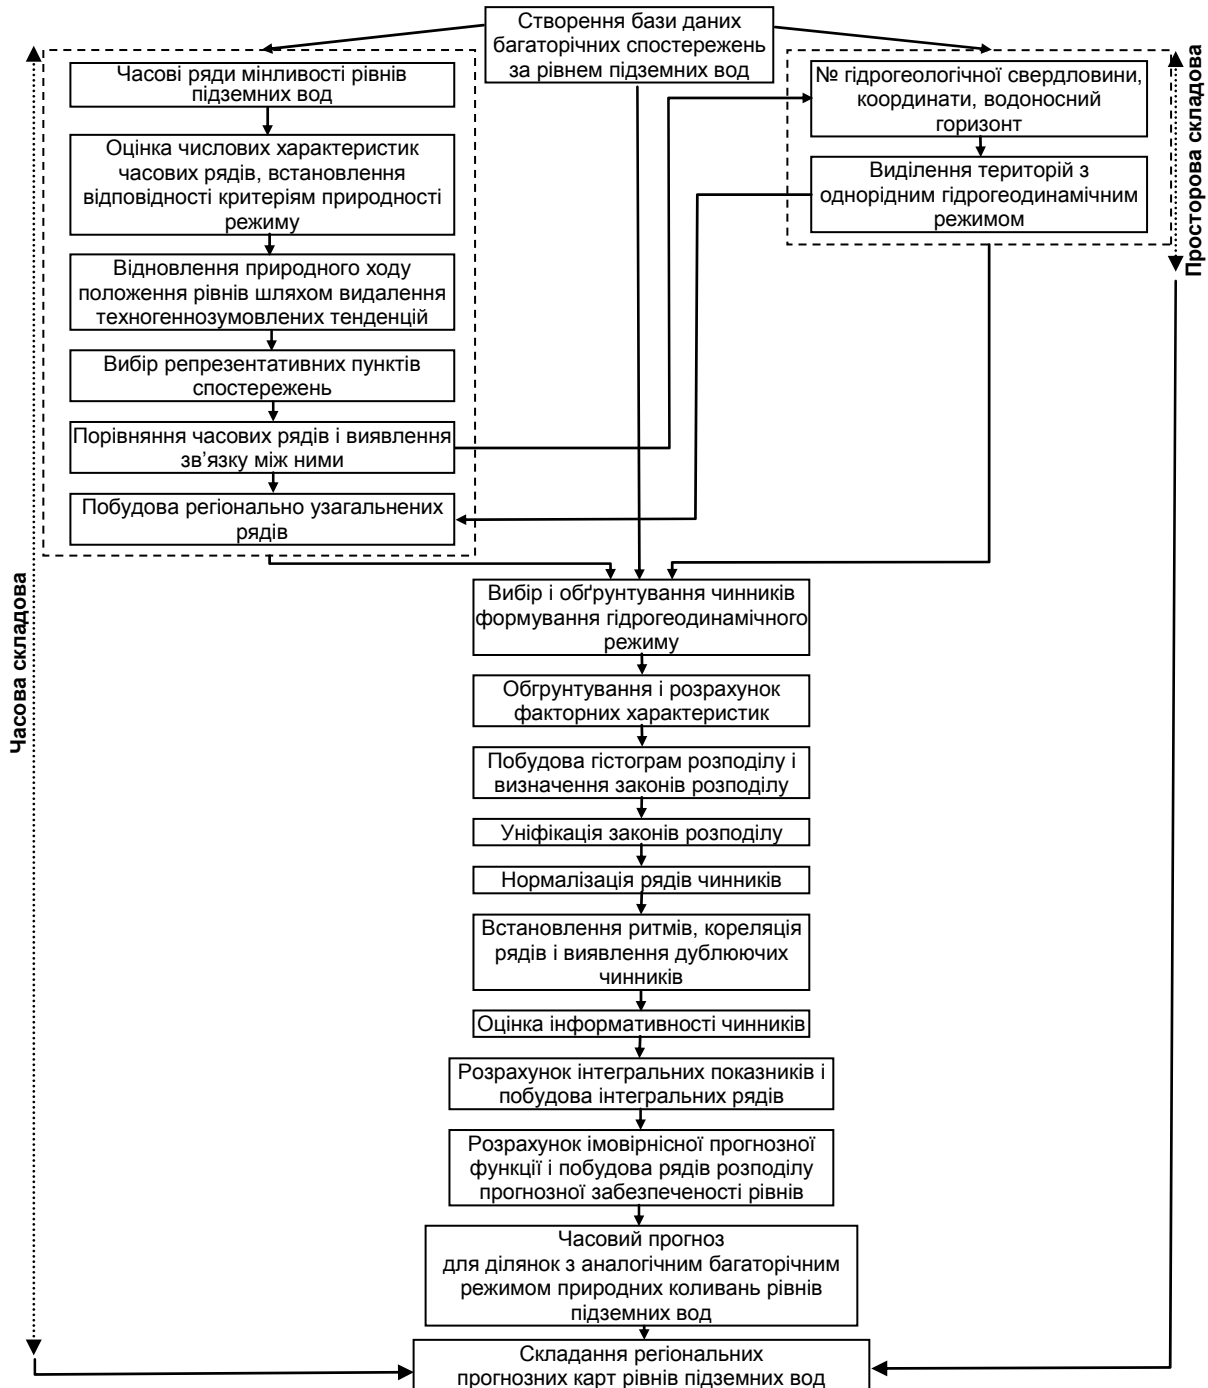 Створення бази даних
багаторічних спостережень
за рівнем підземних вод
Часові ряди мінливості рівнів
підземних вод
Оцінка числових характеристик
часових рядів, встановлення
відповідності критеріям природності
режиму
Відновлення природного ходу
положення рівнів шляхом видалення
техногеннозумовлених тенденцій
Вибір репрезентативних пунктів
спостережень
Порівняння часових рядів і виявлення
зв'язку між ними
Побудова регіонально узагальнених
рядів
№ гідрогеологічної свердловини,
координати, водоносний
горизонт
Виділення територій з
однорідним гідрогеодинамічним
режимом
Просторова складова
Часова складова
Вибір і обґрунтування чинників
формування гідрогеодинамічного
режиму
Обгрунтування і розрахунок
факторних характеристик
Побудова гістограм розподілу і
визначення законів розподілу
Уніфікація законів розподілу
Нормалізація рядів чинників
Встановлення ритмів, кореляція
рядів і виявлення дублюючих
чинників
Оцінка інформативності чинників
Розрахунок інтегральних показників і
побудова інтегральних рядів
Розрахунок імовірнісної прогнозної
функції і побудова рядів розподілу
прогнозної забезпеченості рівнів
Часовий прогноз
для ділянок з аналогічним багаторічним
режимом природних коливань рівнів
підземних вод
Складання регіональних
прогнозних карт рівнів підземних вод